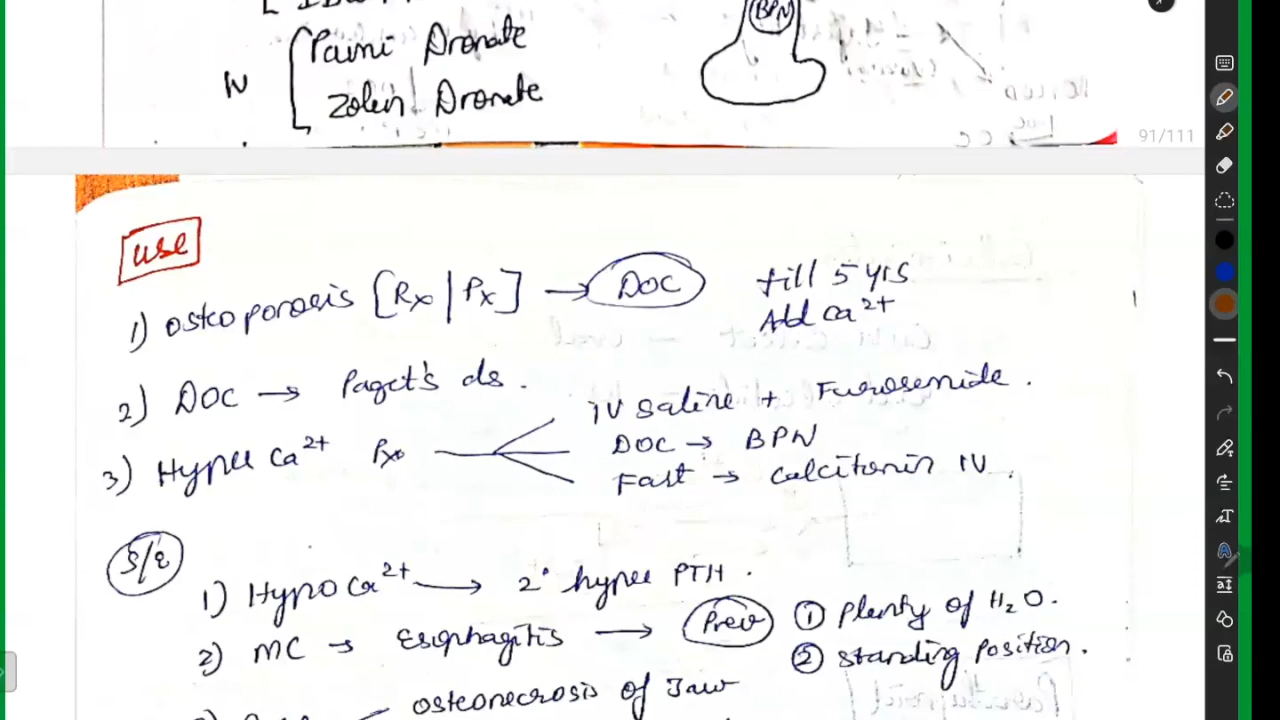 IV
Pami Dronate
Zolin Dronate
BPN
91/111
use
1) osteoporosis [Rx | Px] → DOC till 5 yrs
Add ca²⁺
2) DOC → Paget's ds.
3) Hyper Ca²⁺ Rx
IV saline + Furosemide.
DOC → BPN
Fast → Calcitonin IV.
S/E
1) Hypo Ca²⁺ → 2° hyper PTH.
2) MC → Esophagitis → Prev ① Plenty of H₂O.
② Standing Position.
osteonecrosis of Jaw